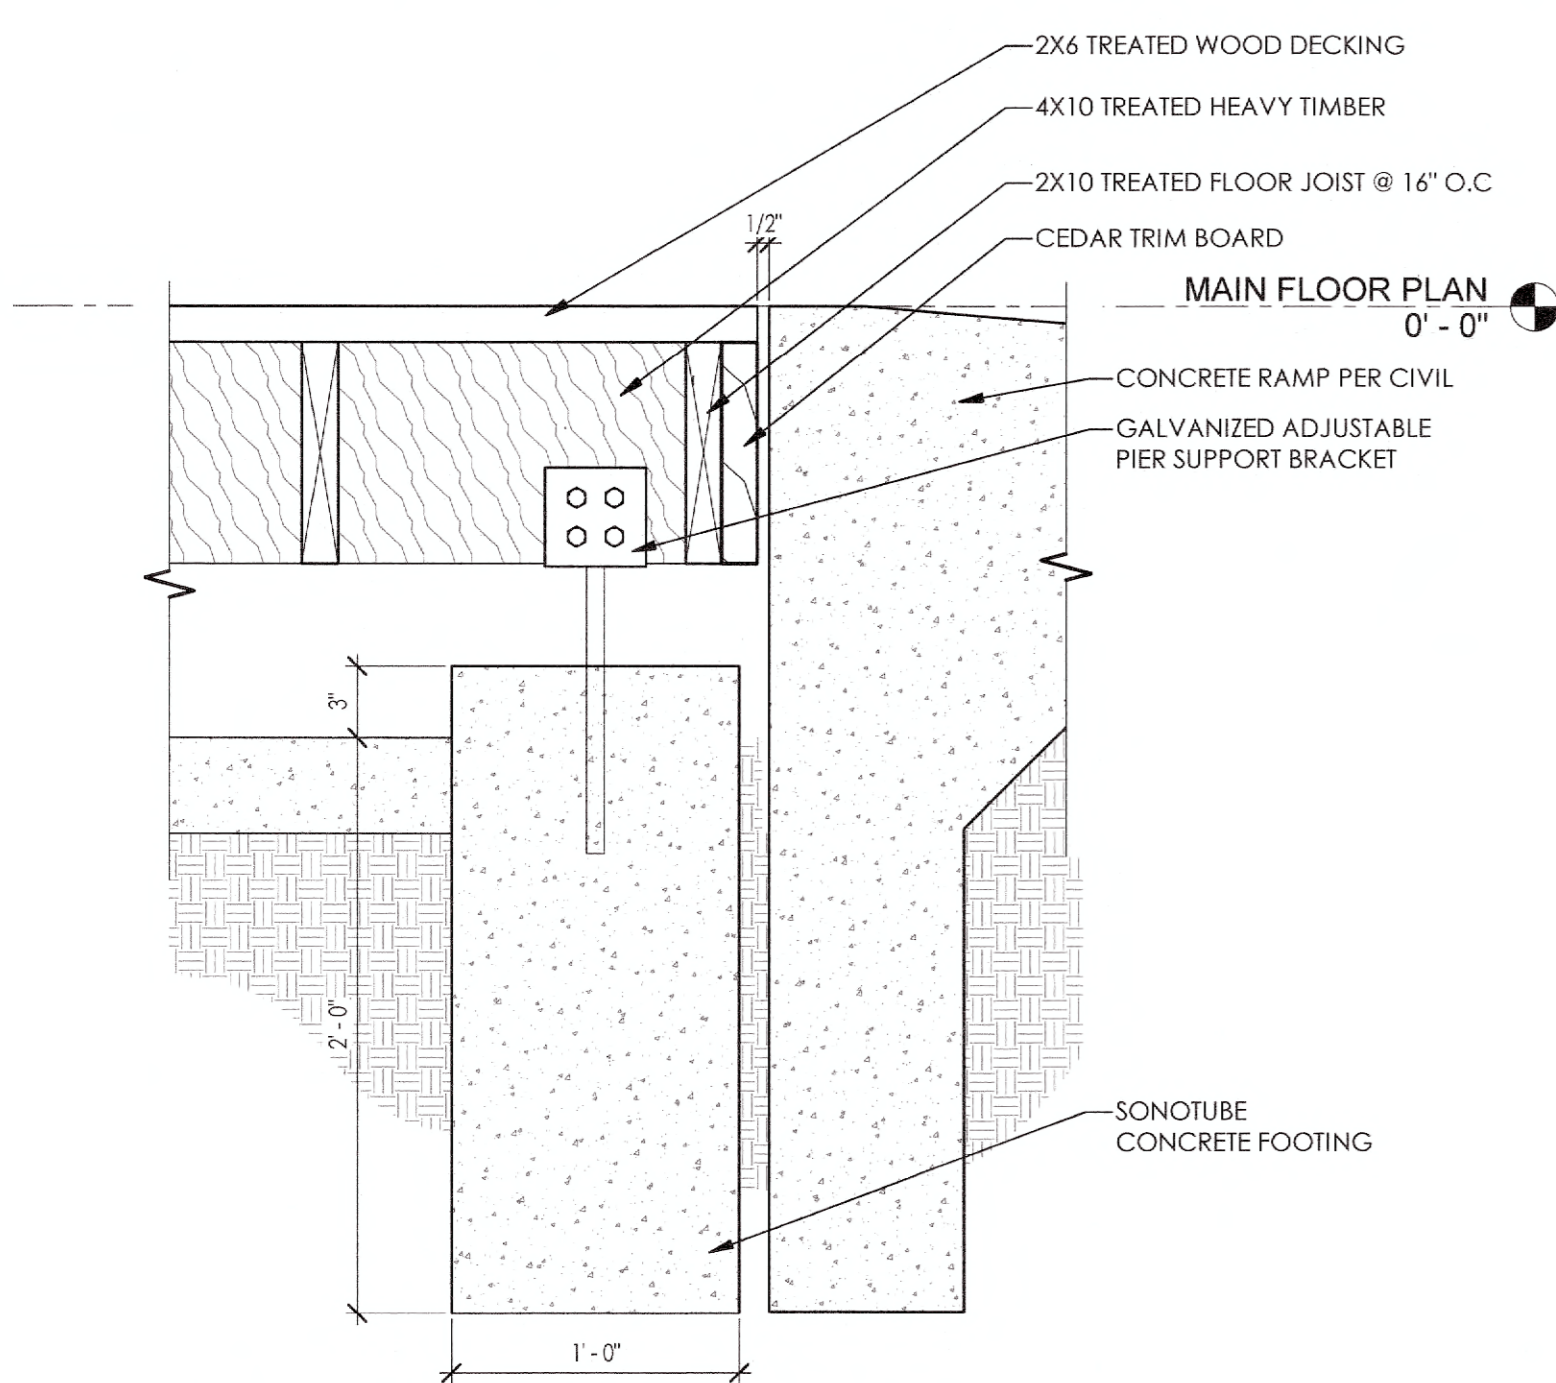 2X6 TREATED WOOD DECKING
4X10 TREATED HEAVY TIMBER
2X10 TREATED FLOOR JOIST @ 16" O.C
1/2"
CEDAR TRIM BOARD
MAIN FLOOR PLAN
0' - 0"
CONCRETE RAMP PER CIVIL
GALVANIZED ADJUSTABLE
PIER SUPPORT BRACKET
3"
2' - 0"
SONOTUBE
CONCRETE FOOTING
1' - 0"